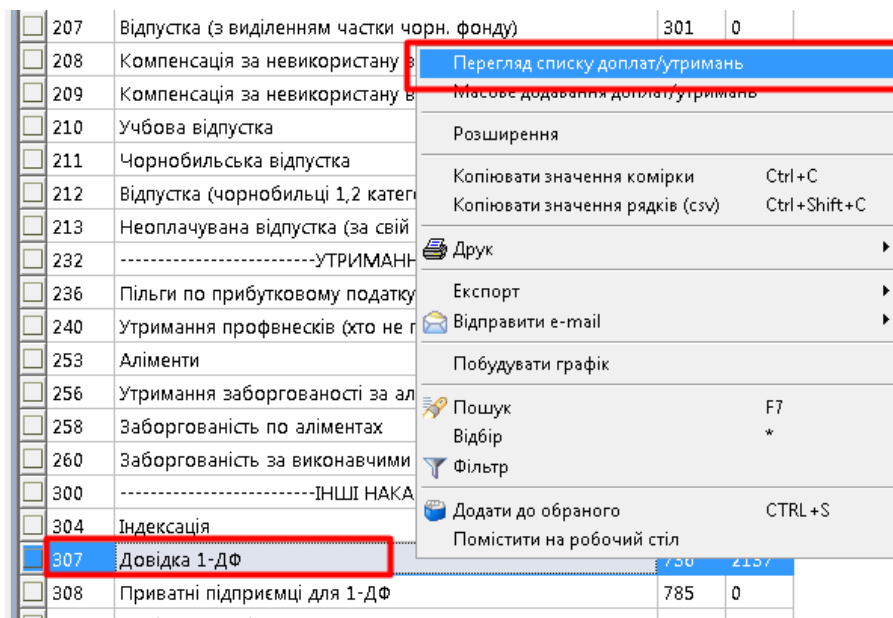 207 Відпустка (з виділенням частки чорн. фонду) 301 0
208 Компенсація за невикористану в
209 Компенсація за невикористану в
210 Учбова відпустка
211 Чорнобильська відпустка
212 Відпустка (чорнобильці 1,2 катего
213 Неоплачувана відпустка (за свій
232 --------------------------УТРИМАНН
236 Пільги по прибутковому податку
240 Утримання профвнесків (хто не п
253 Аліменти
256 Утримання заборгованості за ал
258 Заборгованість по аліментах
260 Заборгованість за виконавчими
300 --------------------------ІНШІ НАКА
304 Індексація
307 Довідка 1-ДФ 736 2137
308 Приватні підприємці для 1-ДФ 785 0
Перегляд списку доплат/утримань
Масове додавання доплат/утримань
Розширення
Копіювати значення комірки Ctrl+C
Копіювати значення рядків (csv) Ctrl+Shift+C
Друк
Експорт
Відправити e-mail
Побудувати графік
Пошук F7
Відбір *
Фільтр
Додати до обраного CTRL+S
Помістити на робочий стіл